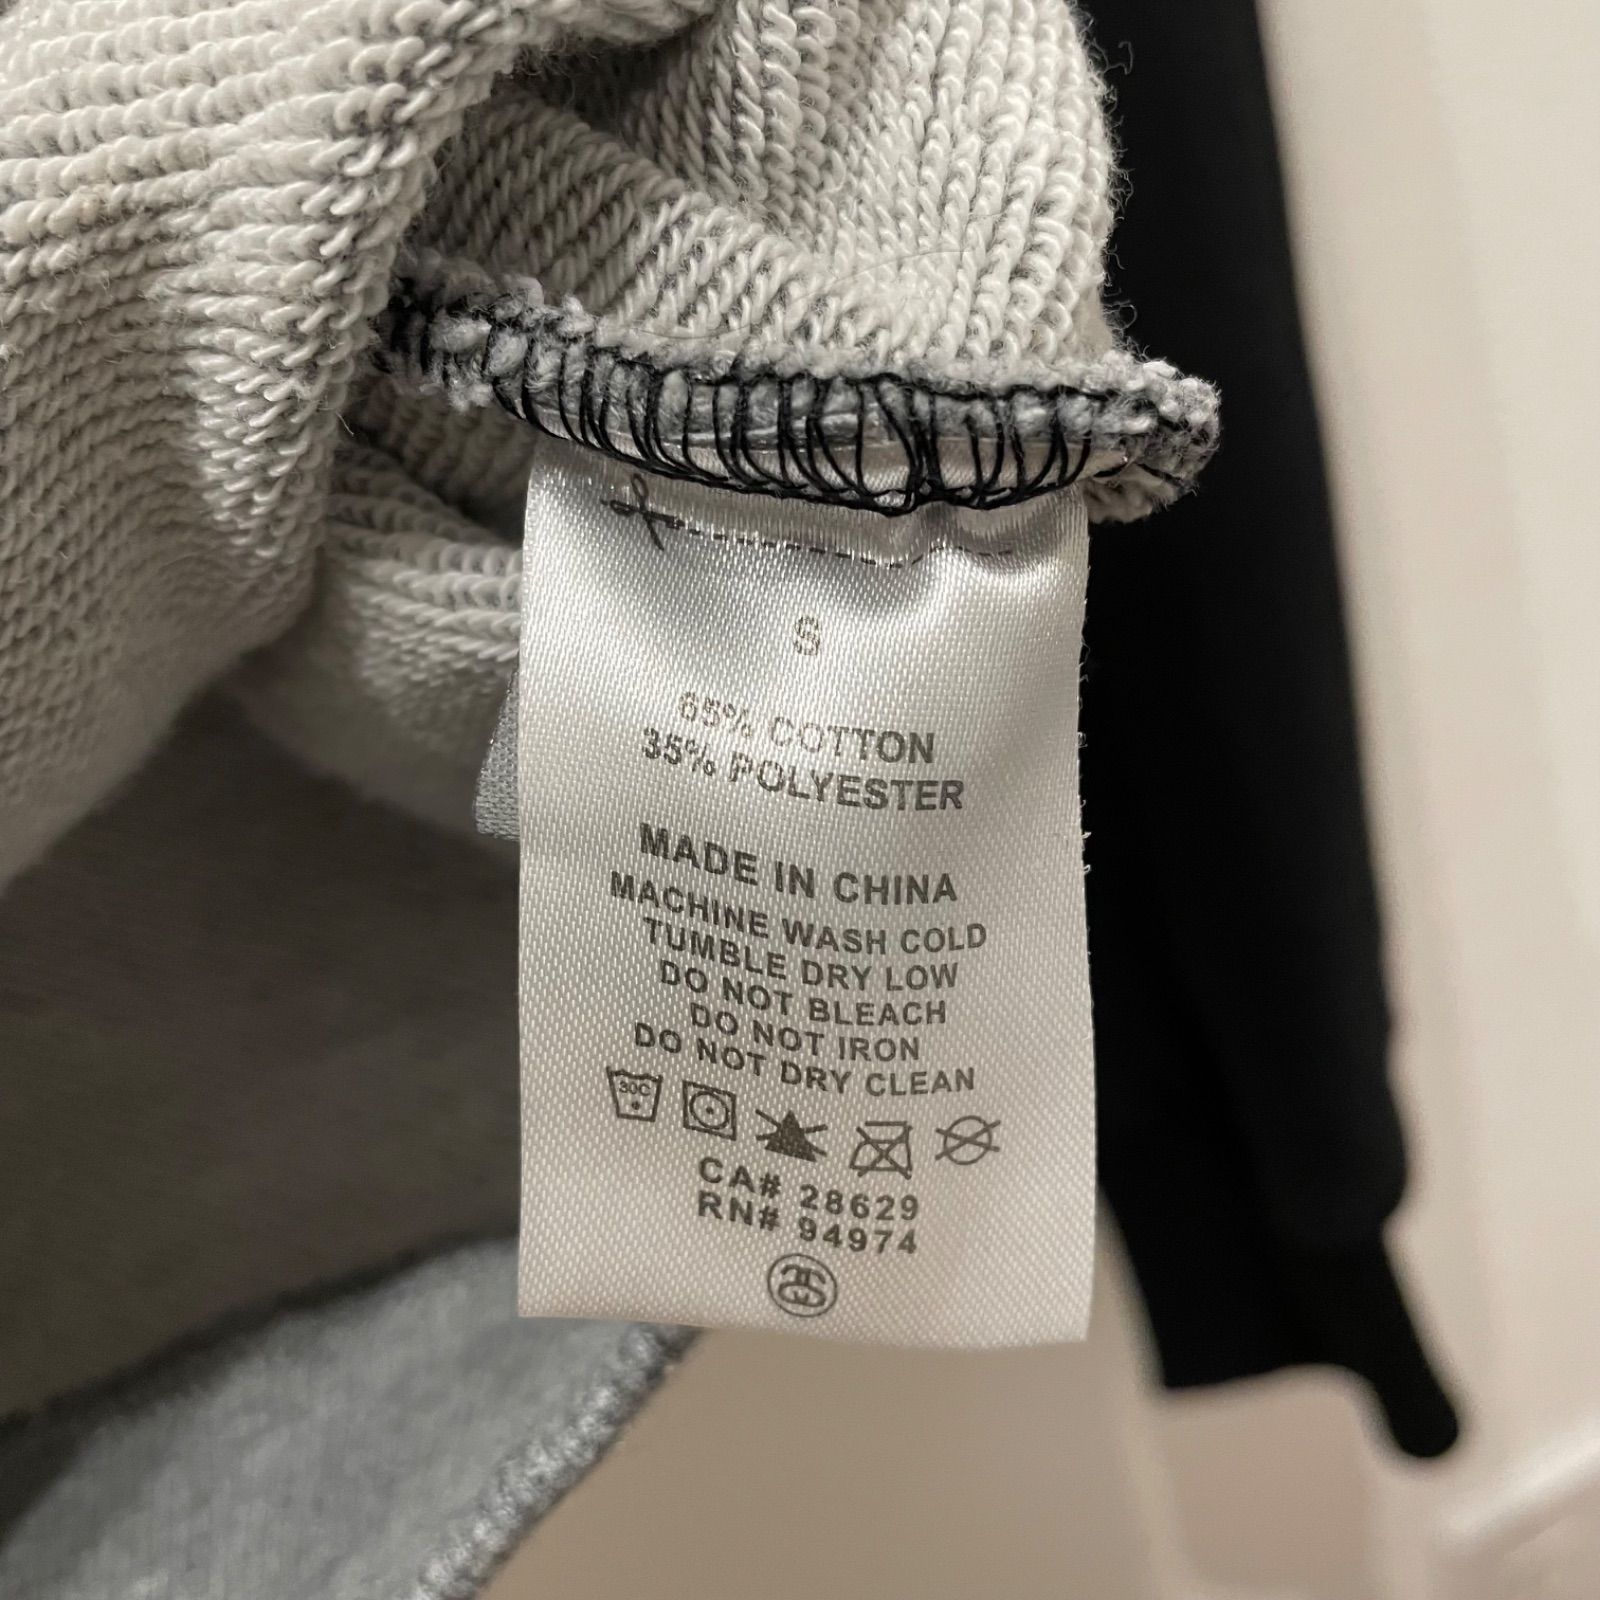 S
65% COTTON
35% POLYESTER
MADE IN CHINA
MACHINE WASH COLD
TUMBLE DRY LOW
DO NOT BLEACH
DO NOT IRON
DO NOT DRY CLEAN
30C
CA# 28629
RN# 94974